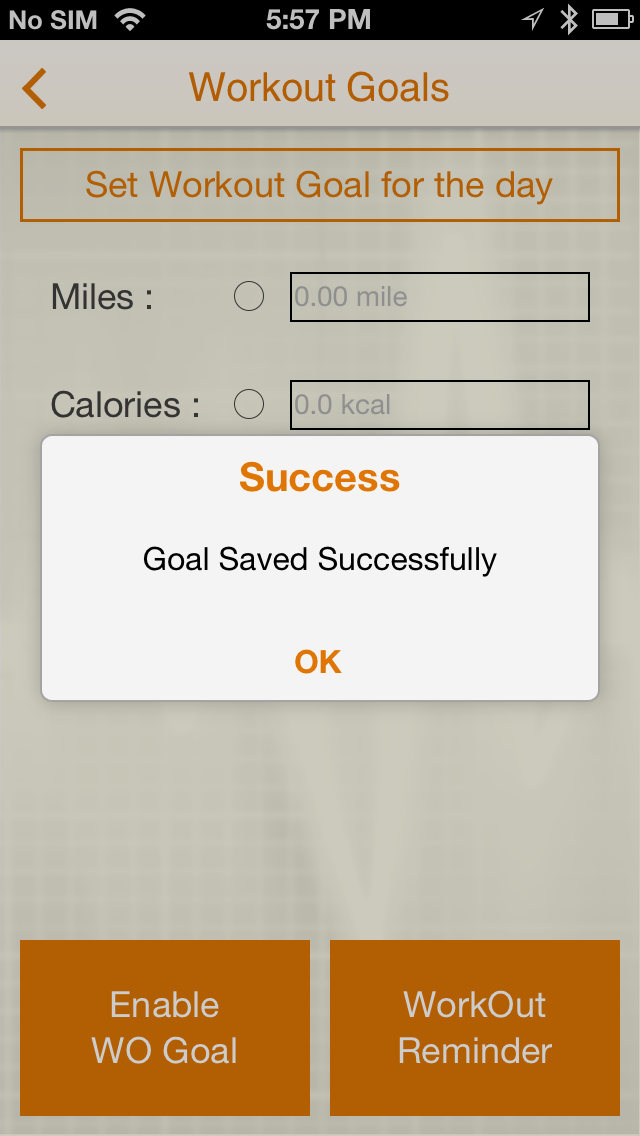 No SIM 5:57 PM
Workout Goals
Set Workout Goal for the day
Miles : 0.00 mile
Calories : 0.0 kcal
Success
Goal Saved Successfully
OK
Enable
WO Goal
WorkOut
Reminder